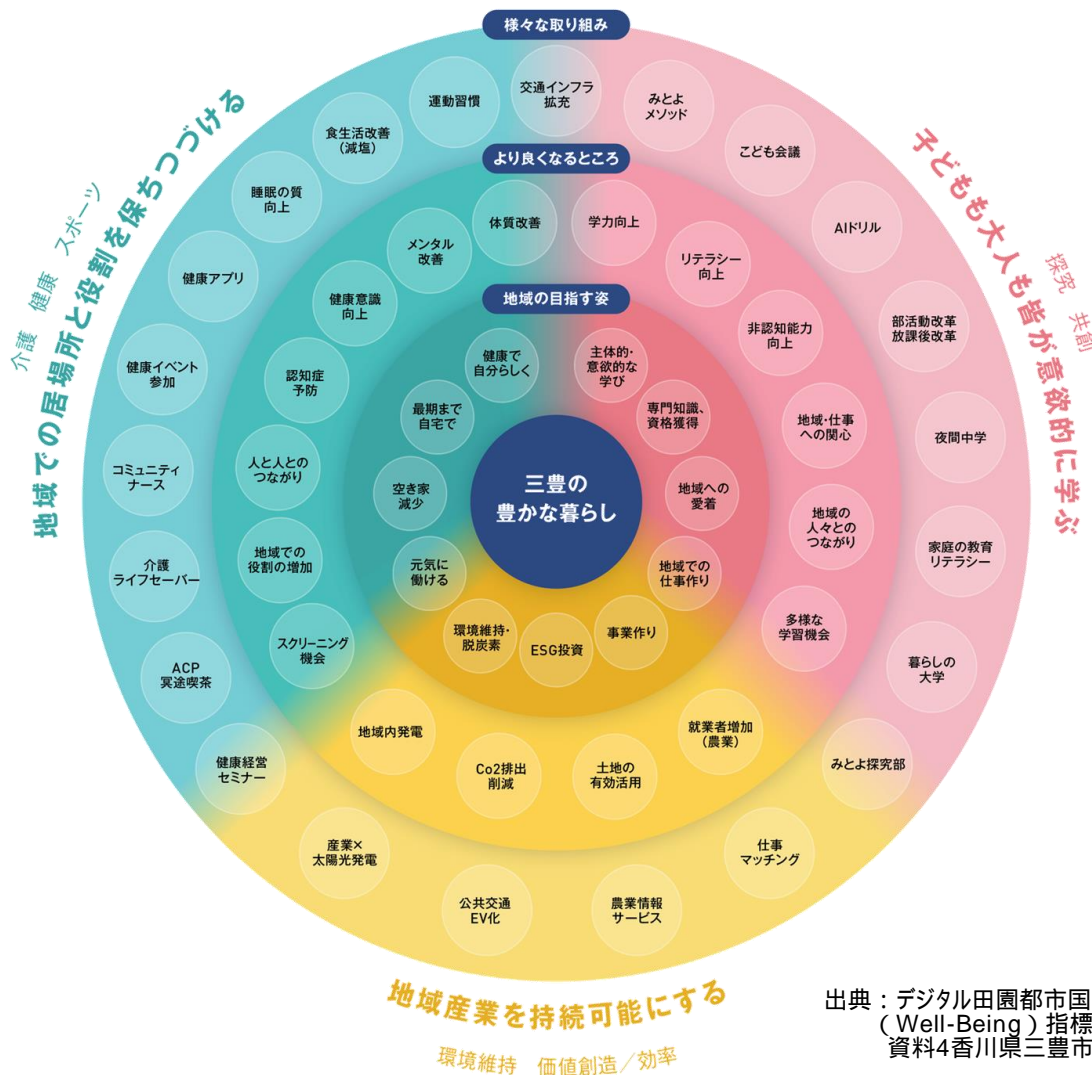 様々な取り組み
交通インフラ
拡充
みとよ
メソッド
こども会議
AIドリル
部活動改革
放課後改革
夜間中学
家庭の教育
リテラシー
暮らしの
大学
みとよ探究部
仕事
マッチング
農業情報
サービス
公共交通
EV化
産業×
太陽光発電
健康経営
セミナー
ACP
冥途喫茶
介護
ライフセーバー
コミュニティ
ナース
健康イベント
参加
健康アプリ
睡眠の質
向上
食生活改善
(減塩)
運動習慣
より良くなるところ
体質改善
学力向上
リテラシー
向上
非認知能力
向上
地域・仕事
への関心
地域の
人々との
つながり
多様な
学習機会
就業者増加
(農業)
土地の
有効活用
Co2排出
削減
地域内発電
スクリーニング
機会
地域での
役割の増加
人と人との
つながり
認知症
予防
健康意識
向上
メンタル
改善
地域の目指す姿
健康で
自分らしく
主体的・
意欲的な
学び
専門知識、
資格獲得
地域への
愛着
地域での
仕事作り
事業作り
ESG投資
環境維持・
脱炭素
元気に
働ける
空き家
減少
最期まで
自宅で
三豊の
豊かな暮らし
地域での居場所と役割を保ちつづける
介護 健康 スポーツ
子どもも大人も皆が意欲的に学ぶ
探究 共創
地域産業を持続可能にする
環境維持 価値創造/効率
出典:デジタル田園都市国
(Well-Being)指標
資料4香川県三豊市